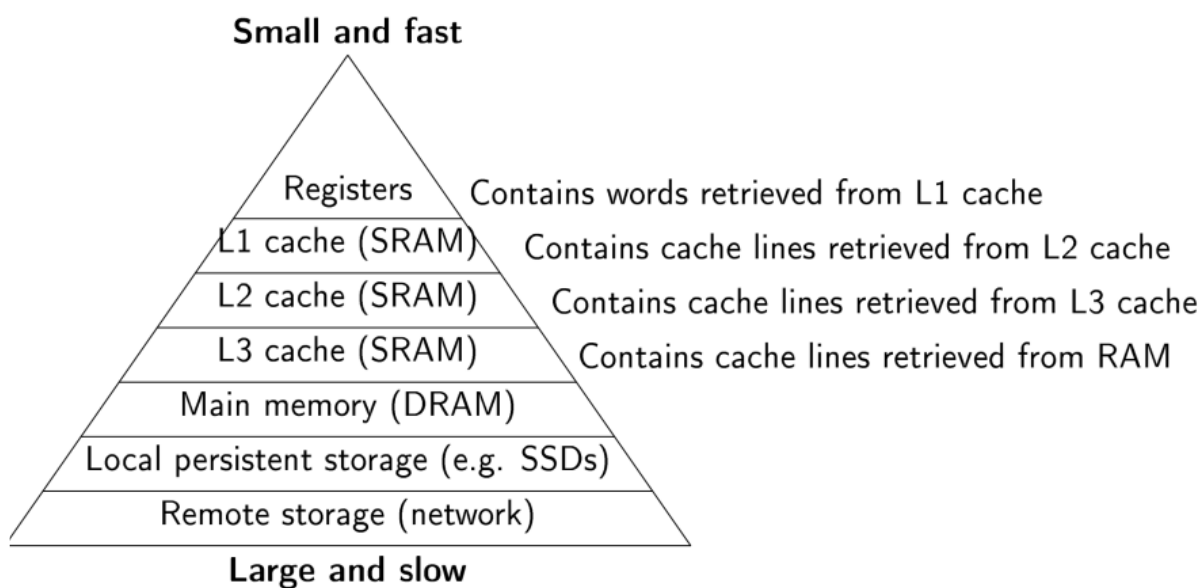 Small and fast
Registers
Contains words retrieved from L1 cache
L1 cache (SRAM)
Contains cache lines retrieved from L2 cache
L2 cache (SRAM)
Contains cache lines retrieved from L3 cache
L3 cache (SRAM)
Contains cache lines retrieved from RAM
Main memory (DRAM)
Local persistent storage (e.g. SSDs)
Remote storage (network)
Large and slow